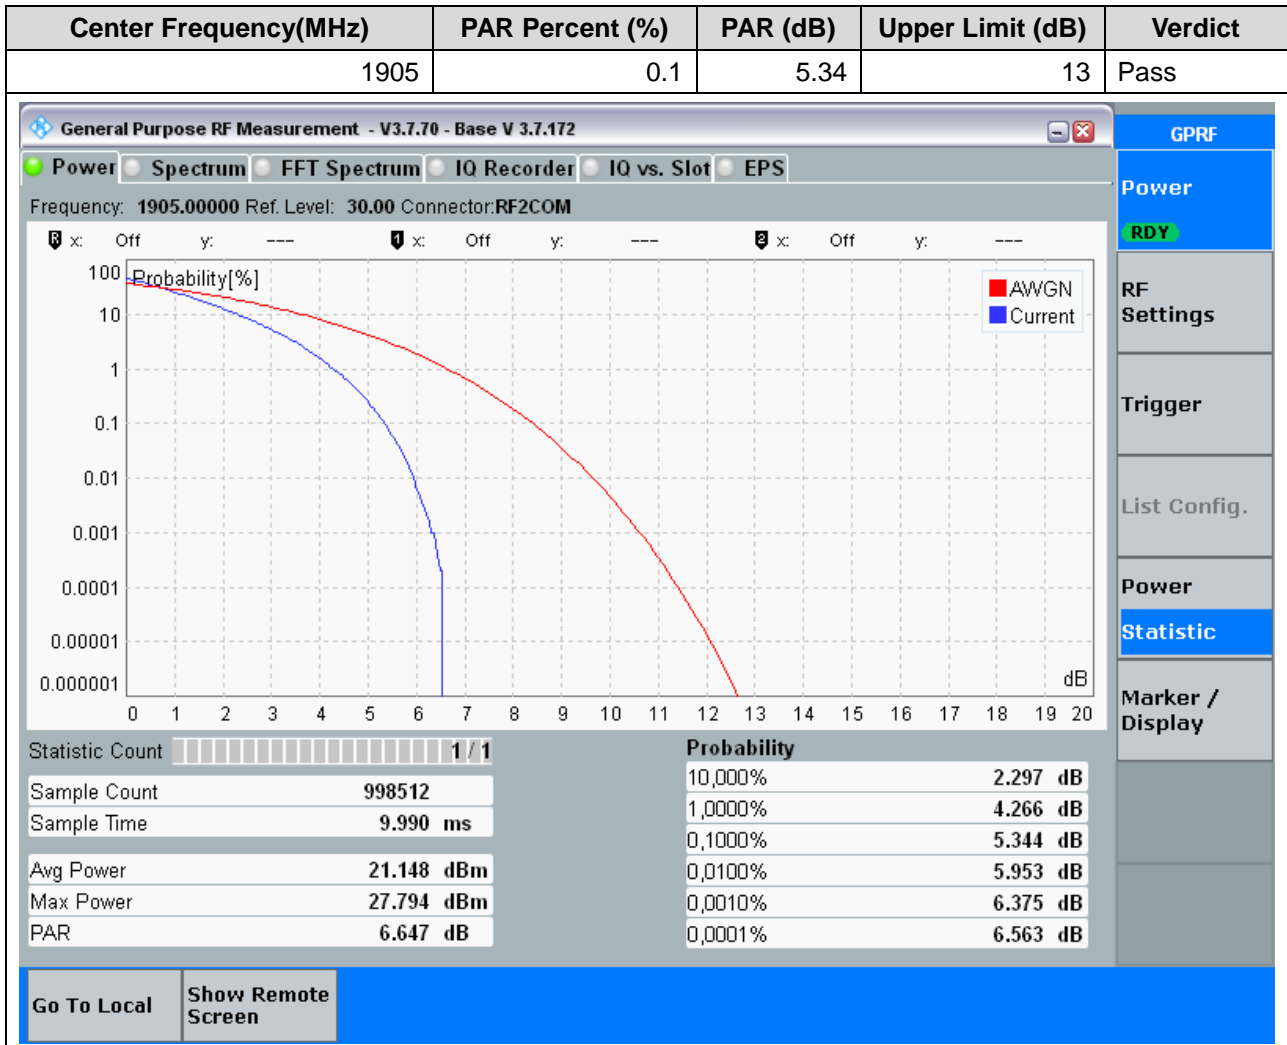 Center Frequency(MHz) PAR Percent (%) PAR (dB) Upper Limit (dB) Verdict
1905 0.1 5.34 13 Pass
General Purpose RF Measurement - V3.7.70 - Base V 3.7.172
GPRF
Power Spectrum FFT Spectrum IQ Recorder IQ vs. Slot EPS
Power
RDY
Frequency: 1905.00000 Ref. Level: 30.00 Connector:RF2COM
R x: Off y: --- 1 x: Off y: --- 2 x: Off y: ---
Probability[%]
AWGN
Current
100
10
1
0.1
0.01
0.001
0.0001
0.00001
0.000001
dB
0 1 2 3 4 5 6 7 8 9 10 11 12 13 14 15 16 17 18 19 20
RF
Settings
Trigger
List Config.
Power
Statistic
Marker /
Display
Statistic Count 1 / 1
Sample Count 998512
Sample Time 9.990 ms
Avg Power 21.148 dBm
Max Power 27.794 dBm
PAR 6.647 dB
Probability
10,000% 2.297 dB
1,0000% 4.266 dB
0,1000% 5.344 dB
0,0100% 5.953 dB
0,0010% 6.375 dB
0,0001% 6.563 dB
Go To Local
Show Remote
Screen